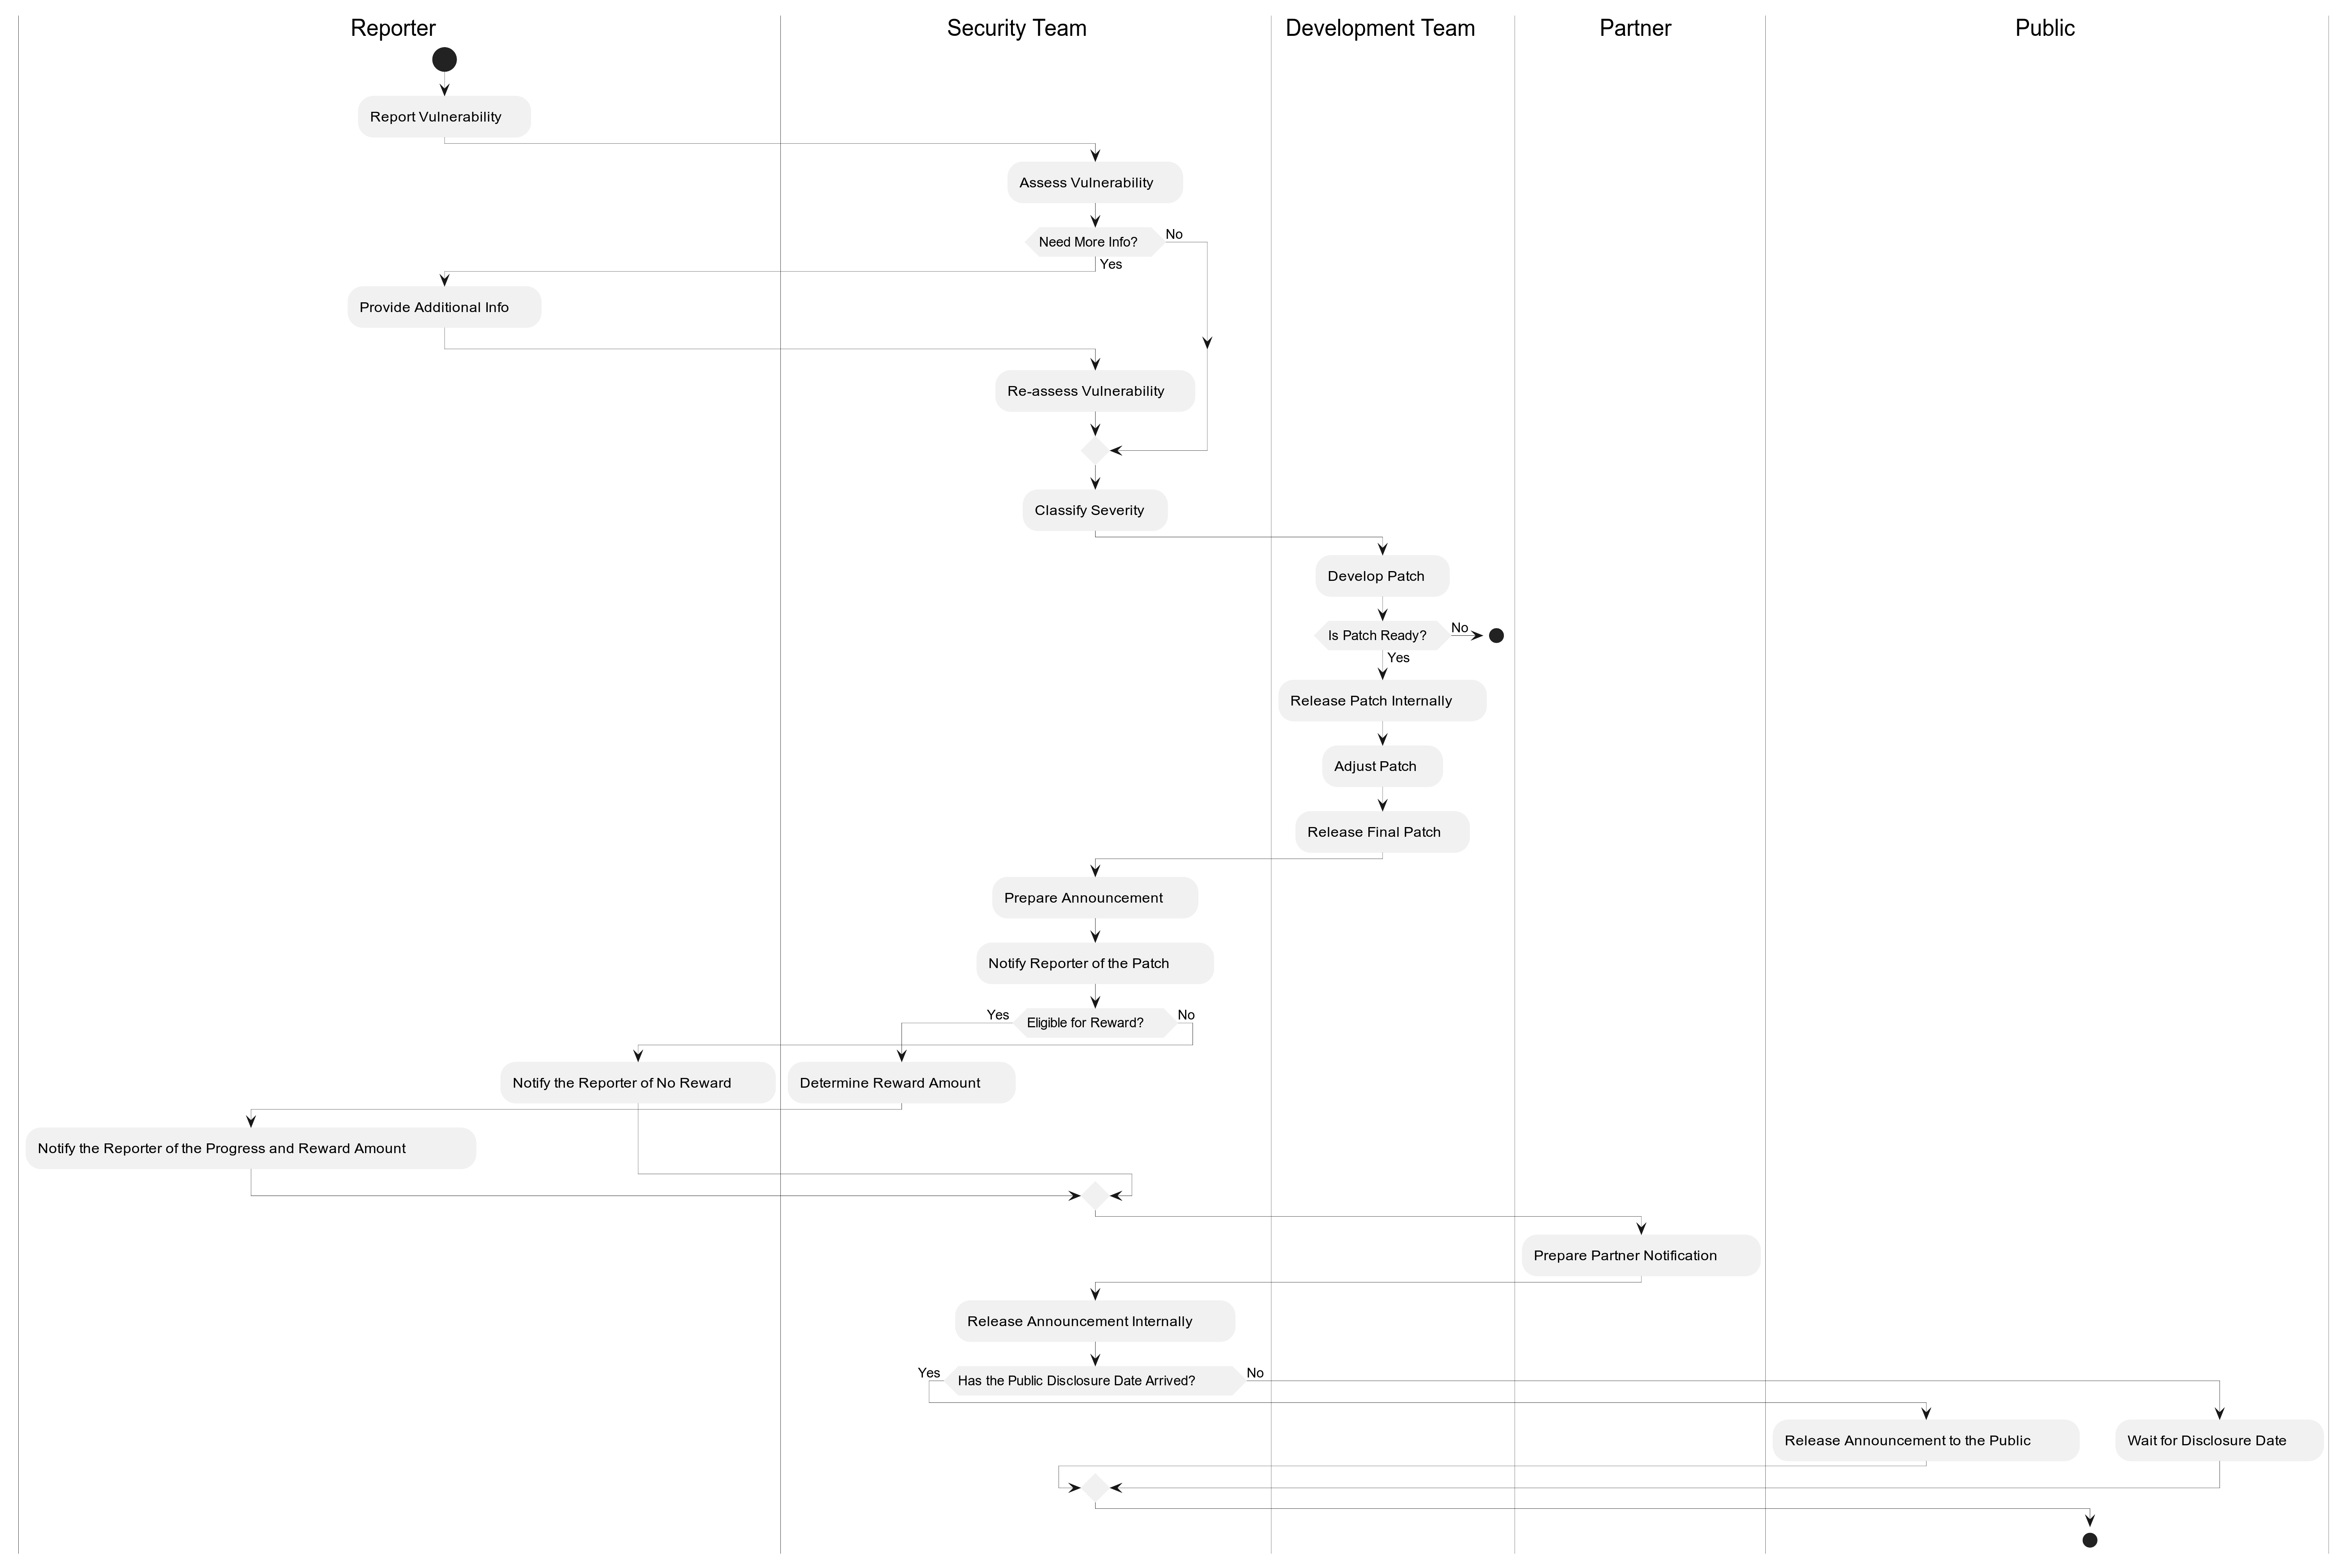 Reporter
Security Team
Development Team
Partner
Public
Report Vulnerability
Assess Vulnerability
Need More Info?
No
Yes
Provide Additional Info
Re-assess Vulnerability
Classify Severity
Develop Patch
Is Patch Ready?
No
Yes
Release Patch Internally
Adjust Patch
Release Final Patch
Prepare Announcement
Notify Reporter of the Patch
Yes
Eligible for Reward?
No
Notify the Reporter of No Reward
Determine Reward Amount
Notify the Reporter of the Progress and Reward Amount
Prepare Partner Notification
Release Announcement Internally
Yes
Has the Public Disclosure Date Arrived?
No
Release Announcement to the Public
Wait for Disclosure Date